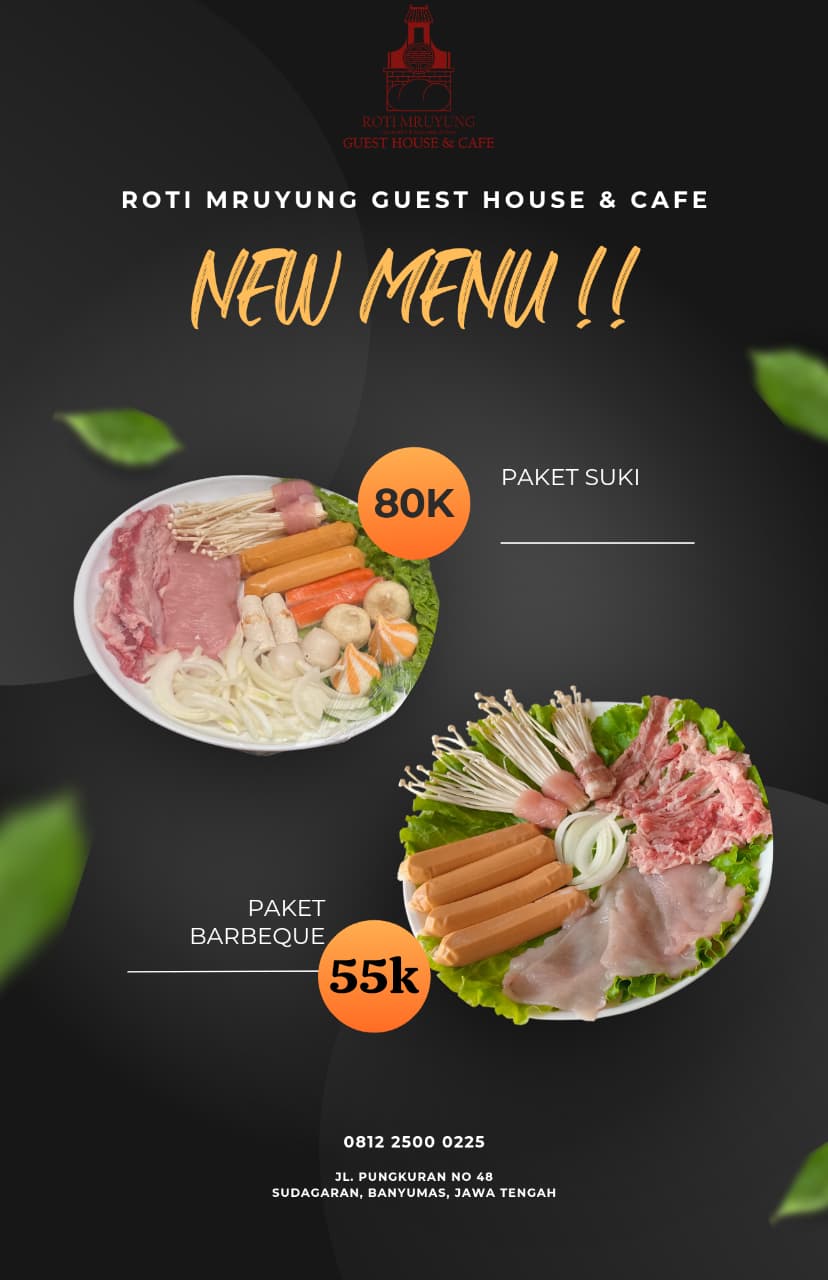 ROTI MRUYUNG
GUEST HOUSE & CAFE
ROTI MRUYUNG GUEST HOUSE & CAFE
NEW MENU !!
80K
PAKET SUKI
PAKET
BARBEQUE
55k
0812 2500 0225
JL. PUNGKURAN NO 48
SUDAGARAN, BANYUMAS, JAWA TENGAH